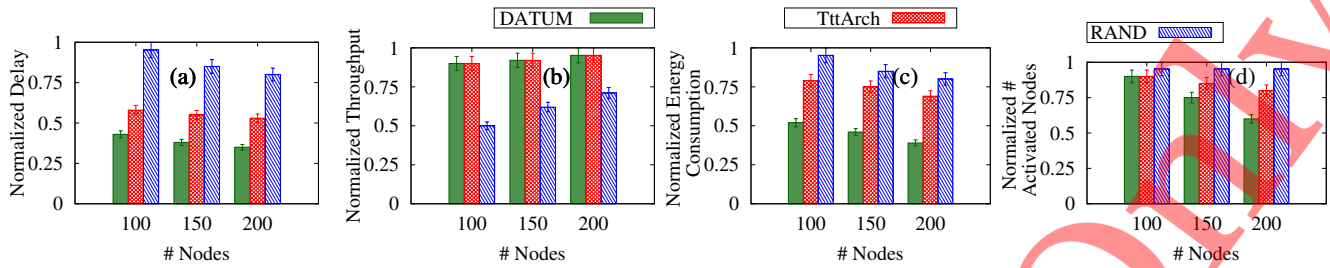 DATUM
TttArch
RAND
Normalized Delay
1
0.75
0.5
0.25
0
(a)
100 150 200
# Nodes
Normalized Throughput
1
0.75
0.5
0.25
0
(b)
100 150 200
# Nodes
Normalized Energy
Consumption
1
0.75
0.5
0.25
0
(c)
100 150 200
# Nodes
Normalized #
Activated Nodes
1
0.75
0.5
0.25
0
(d)
100 150 200
# Nodes
only